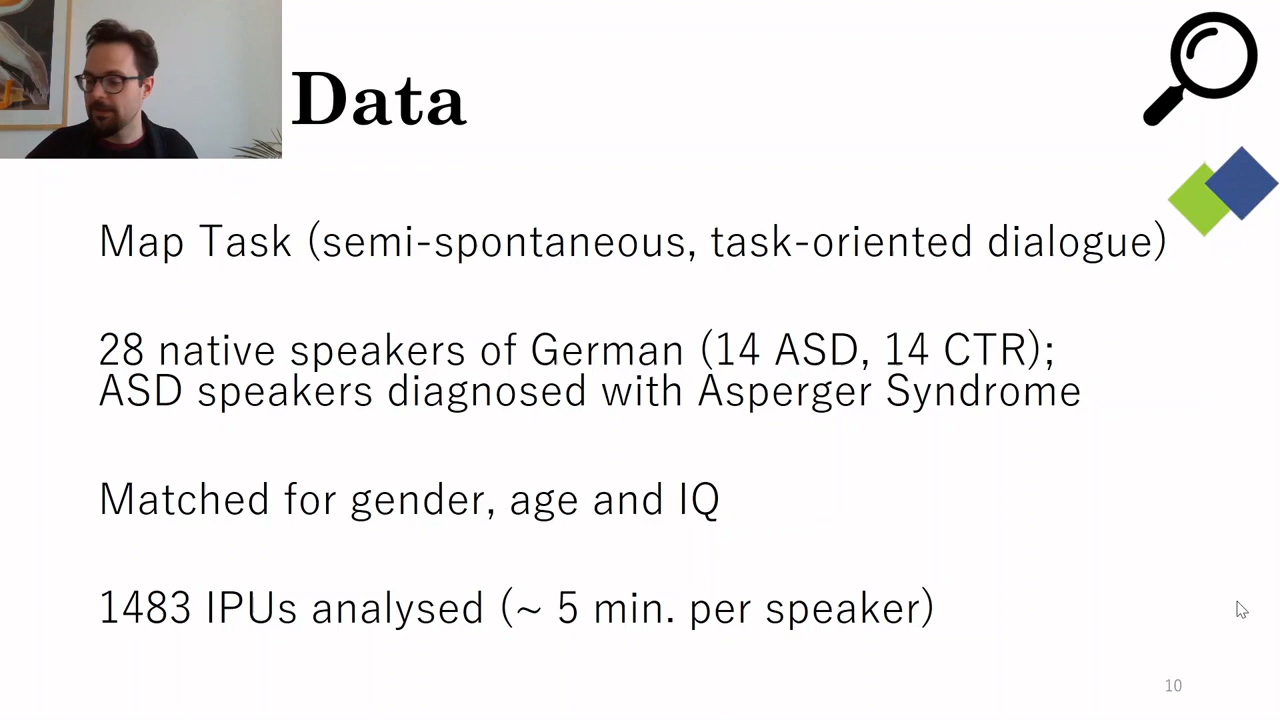 Data
Map Task (semi-spontaneous, task-oriented dialogue)
28 native speakers of German (14 ASD, 14 CTR);
ASD speakers diagnosed with Asperger Syndrome
Matched for gender, age and IQ
1483 IPUs analysed (~ 5 min. per speaker)
10